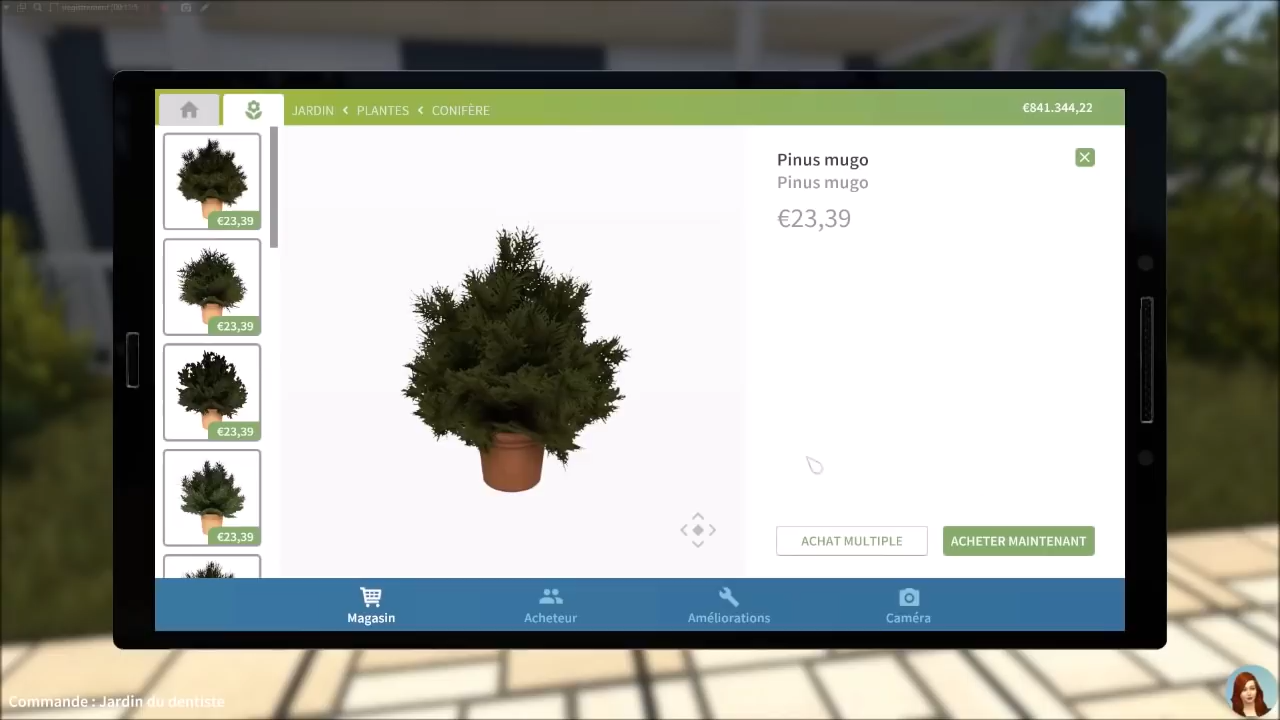 JARDIN < PLANTES < CONIFÈRE
€841.344,22
€23,39
€23,39
€23,39
€23,39
Pinus mugo
Pinus mugo
€23,39
ACHAT MULTIPLE
ACHETER MAINTENANT
Magasin
Acheteur
Améliorations
Caméra
Commande : Jardin du dentiste